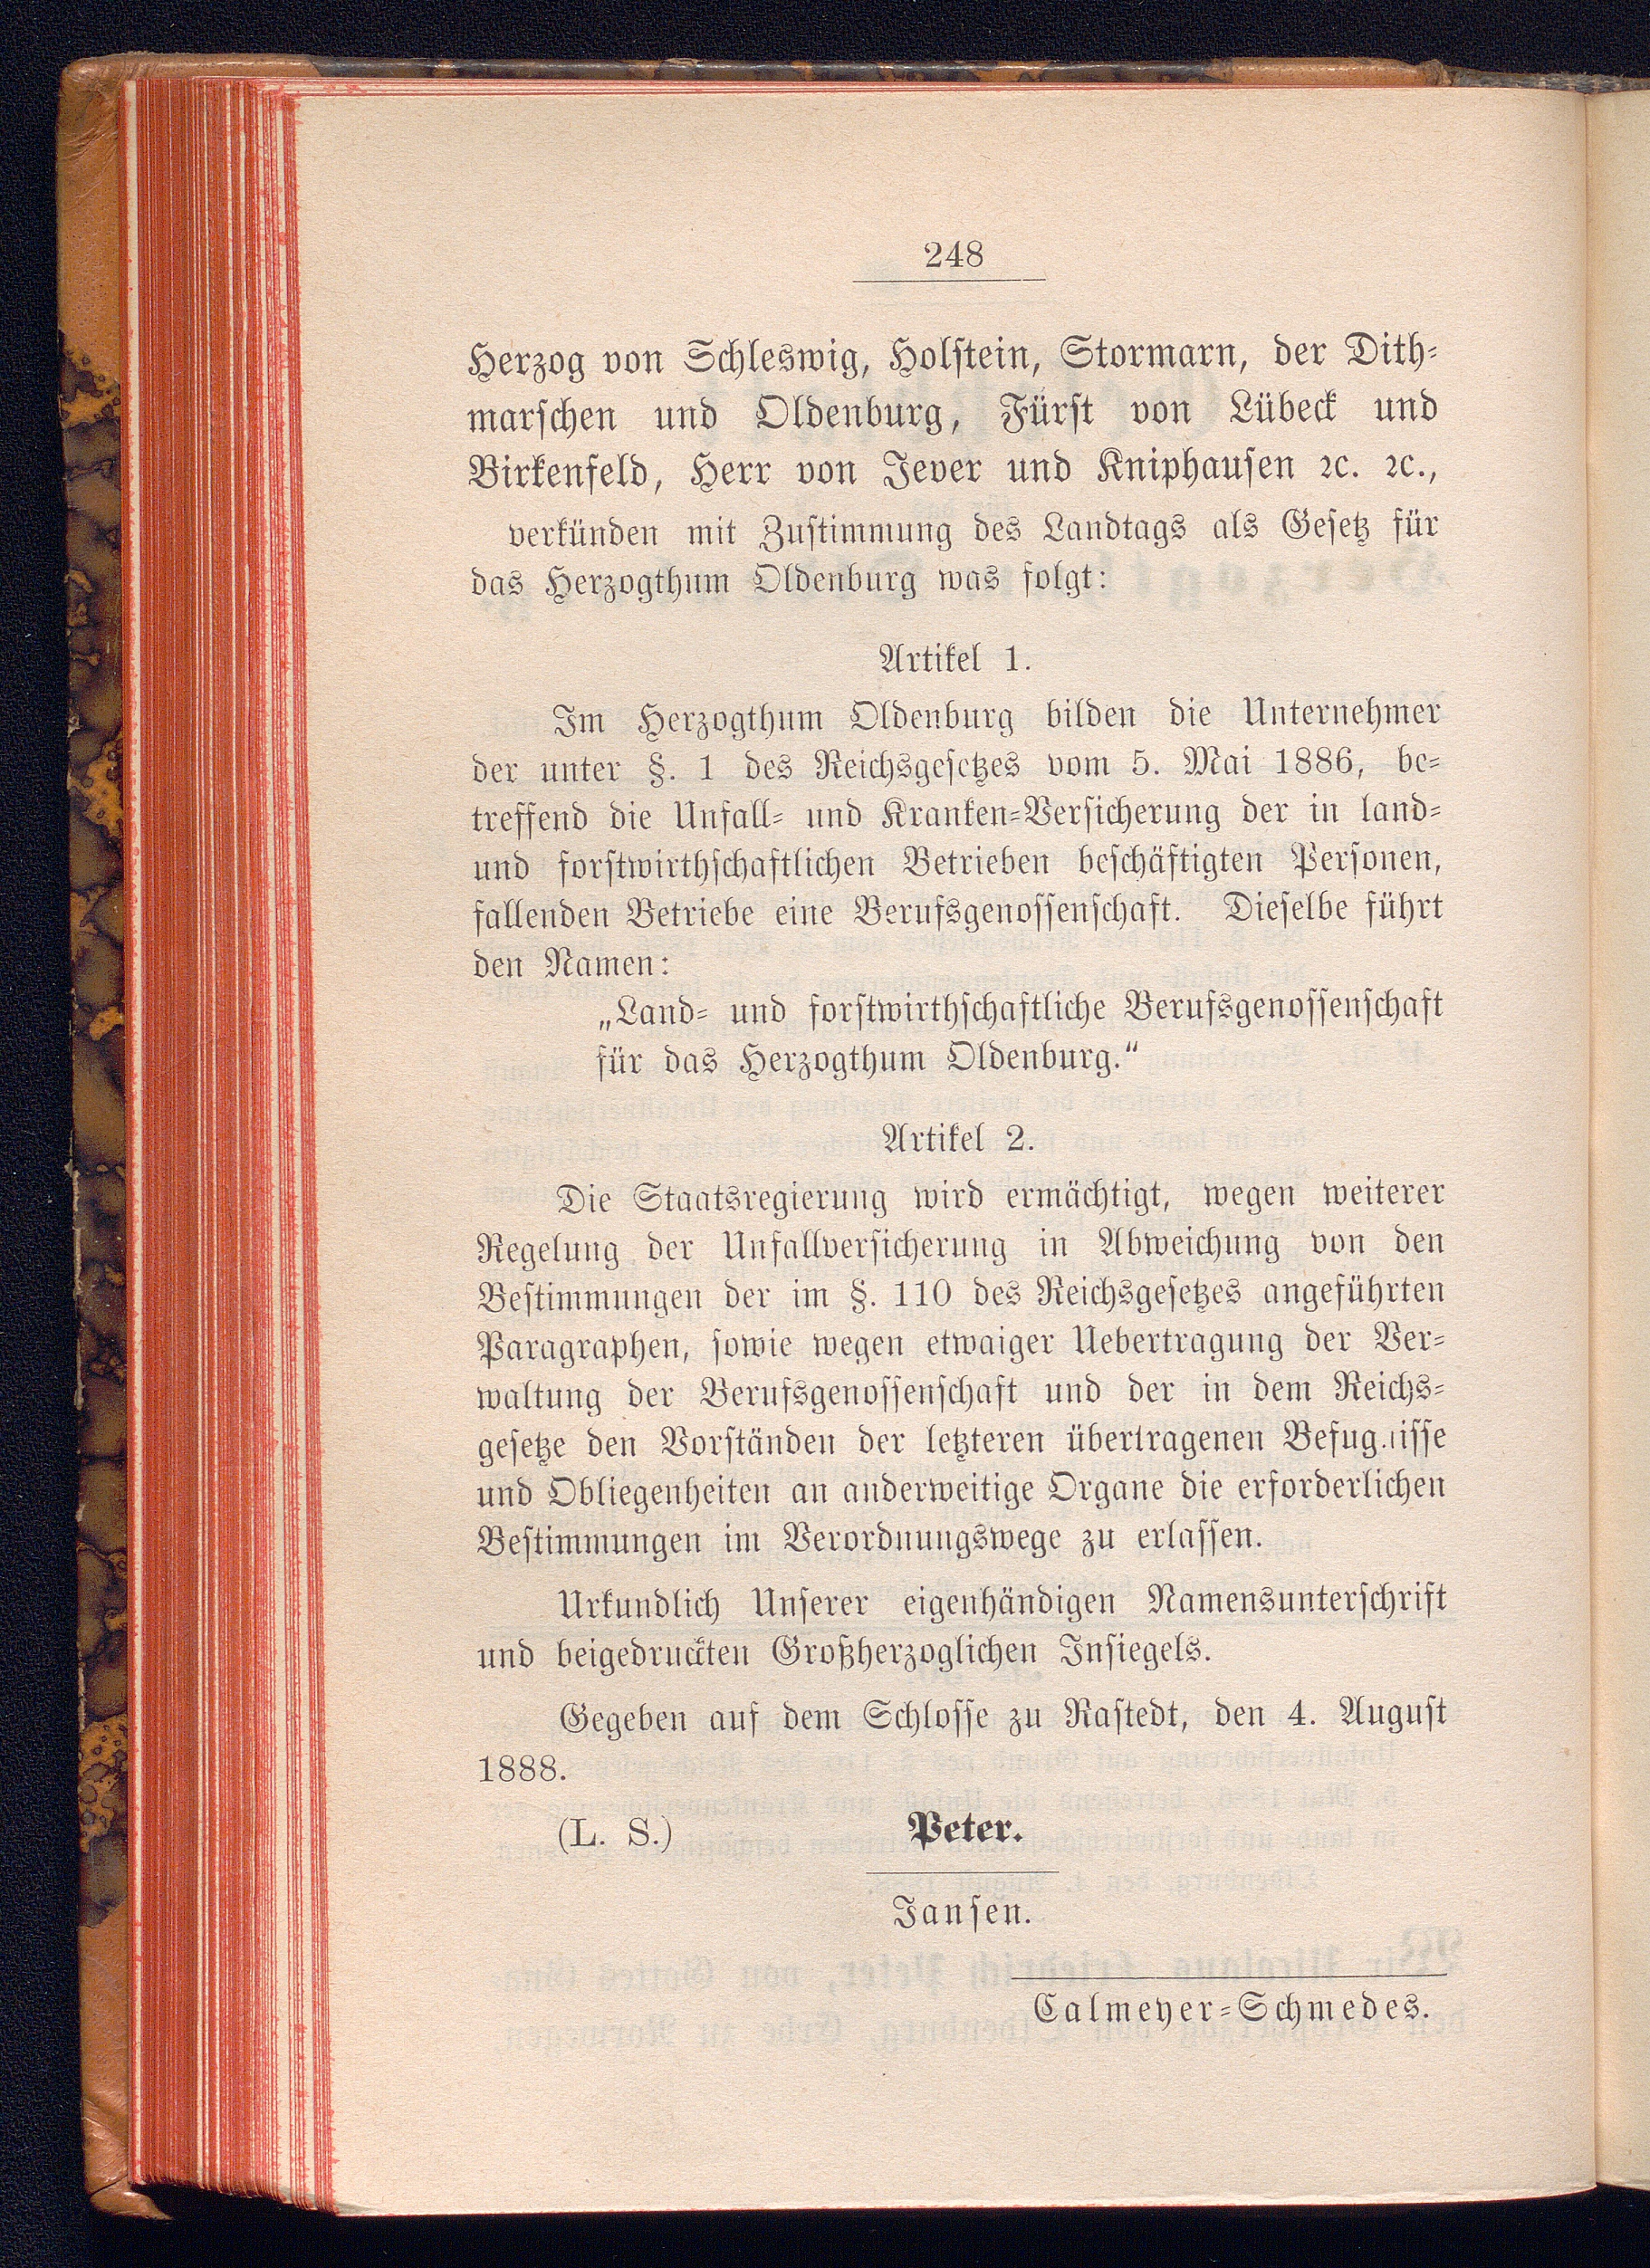 248
Herzog von Schleswig, Holstein, Stormarn, der Dith-
marschen und Oldenburg, Fürst von Lübeck und
Birkenfeld, Herr von Jever und Kniphausen ꝛc. ꝛc.,
verkünden mit Zustimmung des Landtags als Gesetz für
das Herzogthum Oldenburg was folgt:
Artikel 1.
Im Herzogthum Oldenburg bilden die Unternehmer
der unter §. 1 des Reichsgesetzes vom 5. Mai 1886, be-
treffend die Unfall- und Kranken-Versicherung der in land-
und forstwirthschaftlichen Betrieben beschäftigten Personen,
fallenden Betriebe eine Berufsgenossenschaft. Dieselbe führt
den Namen:
„Land- und forstwirthschaftliche Berufsgenossenschaft
für das Herzogthum Oldenburg.“
Artikel 2.
Die Staatsregierung wird ermächtigt, wegen weiterer
Regelung der Unfallversicherung in Abweichung von den
Bestimmungen der im §. 110 des Reichsgesetzes angeführten
Paragraphen, sowie wegen etwaiger Uebertragung der Ver-
waltung der Berufsgenossenschaft und der in dem Reichs-
gesetze den Vorständen der letzteren übertragenen Befugnisse
und Obliegenheiten an anderweitige Organe die erforderlichen
Bestimmungen im Verordnungswege zu erlassen.
Urkundlich Unserer eigenhändigen Namensunterschrift
und beigedruckten Großherzoglichen Insiegels.
Gegeben auf dem Schlosse zu Rastedt, den 4. August
1888.
(L. S.) Peter.
Jansen.
Calmeyer-Schmedes.